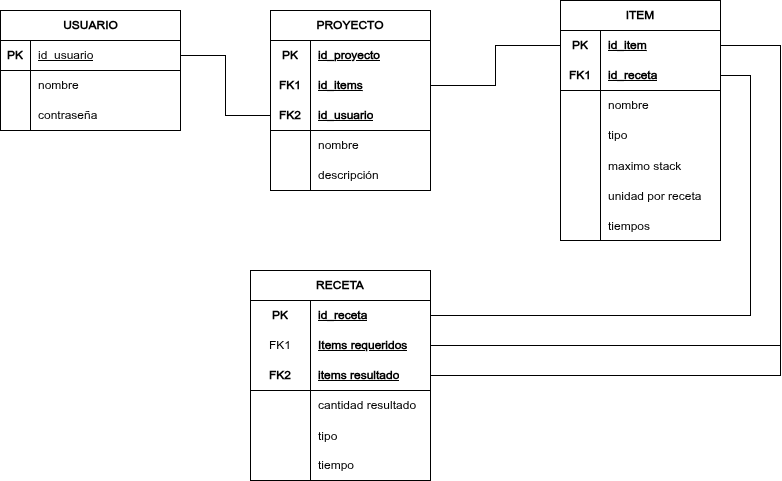 USUARIO
PK id_usuario
nombre
contraseña
PROYECTO
PK id_proyecto
FK1 id_items
FK2 id_usuario
nombre
descripción
ITEM
PK id_item
FK1 id_receta
nombre
tipo
maximo stack
unidad por receta
tiempos
RECETA
PK id_receta
FK1 Items requeridos
FK2 items resultado
cantidad resultado
tipo
tiempo